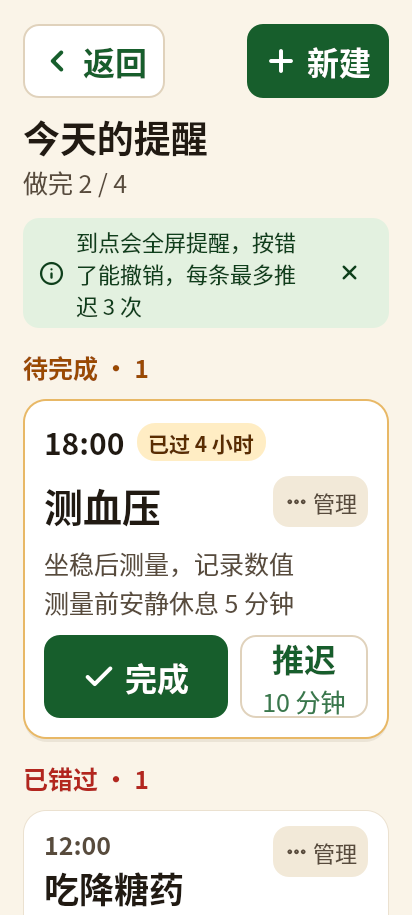 返回
新建
今天的提醒
做完 2 / 4
到点会全屏提醒，按错
了能撤销，每条最多推
迟 3 次
待完成 · 1
18:00 已过 4 小时
测血压
管理
坐稳后测量，记录数值
测量前安静休息 5 分钟
完成
推迟
10 分钟
已错过 · 1
12:00
管理
吃降糖药